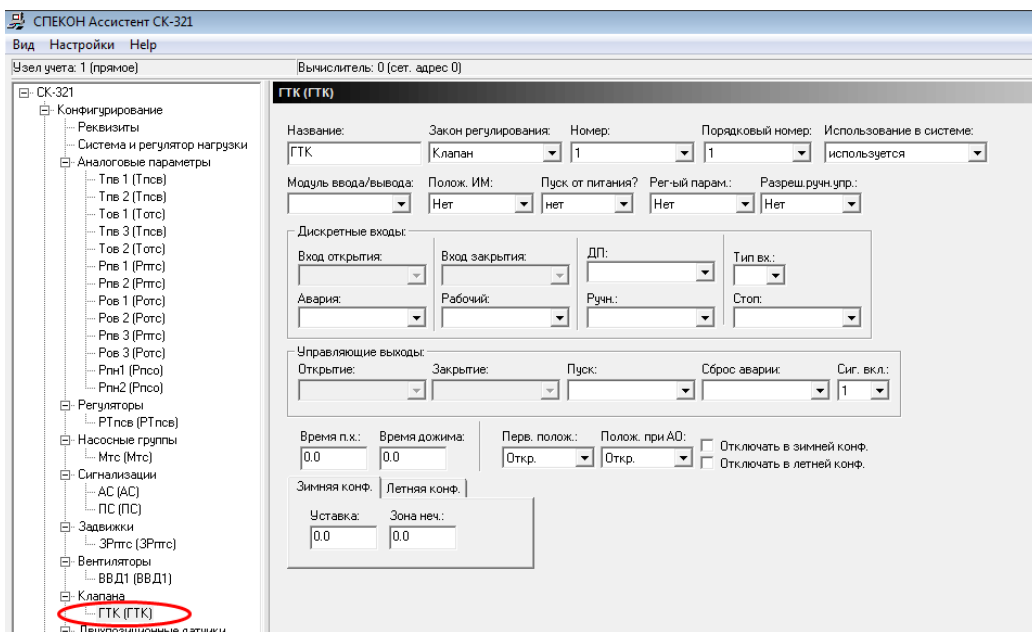 СПЕКОН Ассистент СК-321
Вид Настройки Help
Узел учета: 1 (прямое) Вычислитель: 0 (сет. адрес 0)
СК-321
Конфигурирование
Реквизиты
Система и регулятор нагрузки
Аналоговые параметры
Тпв 1 (Тпсв)
Тпв 2 (Тпсв)
Тов 1 (Тотс)
Тпв 3 (Тпсв)
Тов 2 (Тотс)
Рпв 1 (Рптс)
Рпв 2 (Рптс)
Ров 1 (Ротс)
Ров 2 (Ротс)
Рпв 3 (Рптс)
Ров 3 (Ротс)
Рпн1 (Рпсо)
Рпн2 (Рпсо)
Регуляторы
РТпсв (РТпсв)
Насосные группы
Мтс (Мтс)
Сигнализации
АС (АС)
ПС (ПС)
Задвижки
ЗРптс (ЗРптс)
Вентиляторы
ВВД1 (ВВД1)
Клапана
ГТК (ГТК)
Двухпозиционные датчики
ГТК (ГТК)
Название: Закон регулирования: Номер: Порядковый номер: Использование в системе:
ГТК Клапан 1 1 используется
Модуль ввода/вывода: Полож. ИМ: Пуск от питания? Рег-ый парам.: Разреш.ручн.упр.:
Нет нет Нет Нет
Дискретные входы:
Вход открытия: Вход закрытия: ДП: Тип вх.:
Авария: Рабочий: Ручн.: Стоп:
Управляющие выходы:
Открытие: Закрытие: Пуск: Сброс аварии: Сиг. вкл.:
1
Время п.х.: Время дожима: Перв. полож.: Полож. при АО:
0.0 0.0 Откр. Откр.
Отключать в зимней конф.
Отключать в летней конф.
Зимняя конф. Летняя конф.
Уставка: Зона неч.:
0.0 0.0